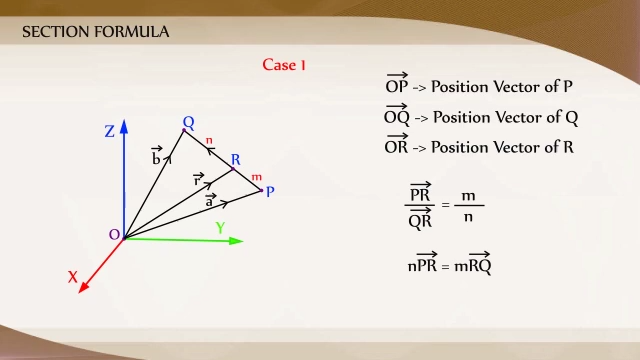 SECTION FORMULA
Case 1
OP -> Position Vector of P
OQ -> Position Vector of Q
OR -> Position Vector of R
Z
Q
n
b
R
r
m
a
P
Y
O
X
PR/QR = m/n
nPR = mRQ